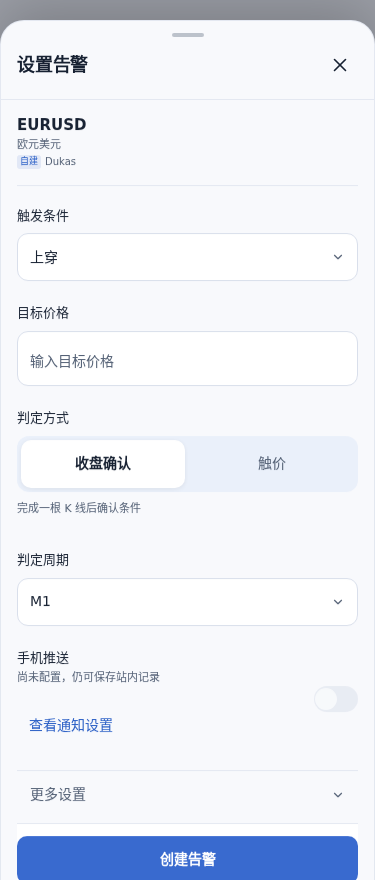 设置告警
EURUSD
欧元美元
自建 Dukas
触发条件
上穿
目标价格
输入目标价格
判定方式
收盘确认 触价
完成一根 K 线后确认条件
判定周期
M1
手机推送
尚未配置，仍可保存站内记录
查看通知设置
更多设置
创建告警